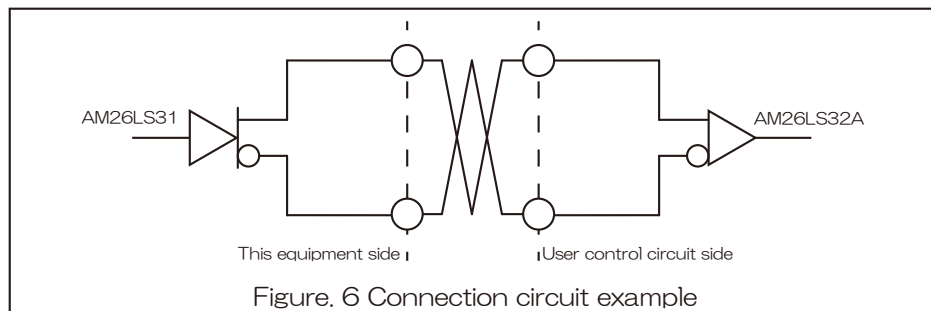 AM26LS31
AM26LS32A
This equipment side
User control circuit side
Figure. 6 Connection circuit example